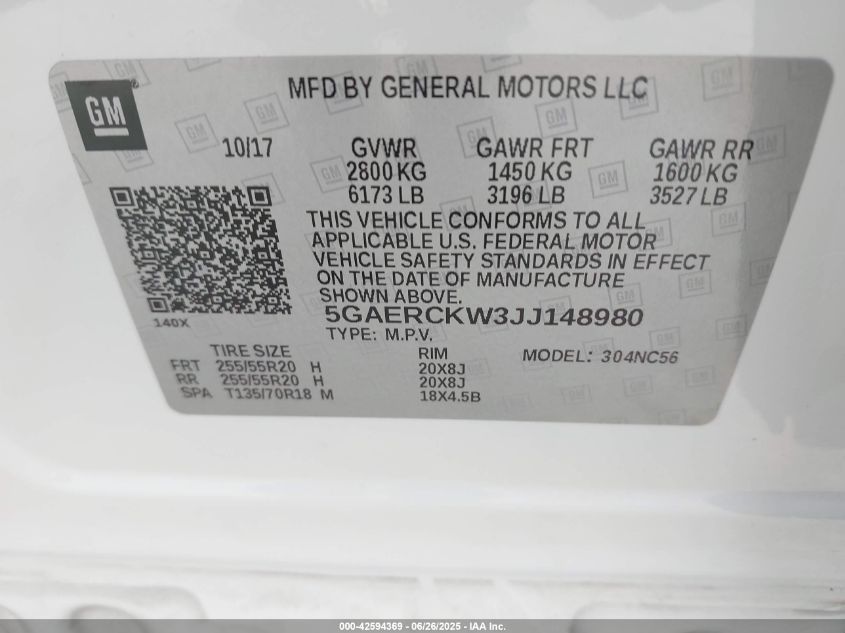 GM
MFD BY GENERAL MOTORS LLC
10/17 GVWR GAWR FRT GAWR RR
2800 KG 1450 KG 1600 KG
6173 LB 3196 LB 3527 LB
THIS VEHICLE CONFORMS TO ALL
APPLICABLE U.S. FEDERAL MOTOR
VEHICLE SAFETY STANDARDS IN EFFECT
ON THE DATE OF MANUFACTURE
SHOWN ABOVE.
5GAERCKW3JJ148980
140X
TYPE: M.P.V.
TIRE SIZE RIM MODEL: 304NC56
FRT 255/55R20 H 20X8J
RR 255/55R20 H 20X8J
SPA T135/70R18 M 18X4.5B
000-42594369 - 06/26/2025 - IAA Inc.